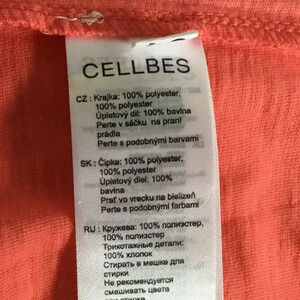 CELLBES
CZ : Krajka: 100% polyester,
100% polyester
Úpletový díl: 100% bavlna
Perte v sáčku na praní
prádla
Perte s podobnými barvami
SK : Čipka: 100% polyester,
100% polyester
Úpletový diel: 100%
bavlna
Prať vo vrecku na bielizeň
Perte s podobnými farbami
RU : Кружева: 100% полиэстер,
100% полиэстер
Трикотажные детали:
100% хлопок
Стирать в мешке для
стирки
Не рекомендуется
смешивать цвета